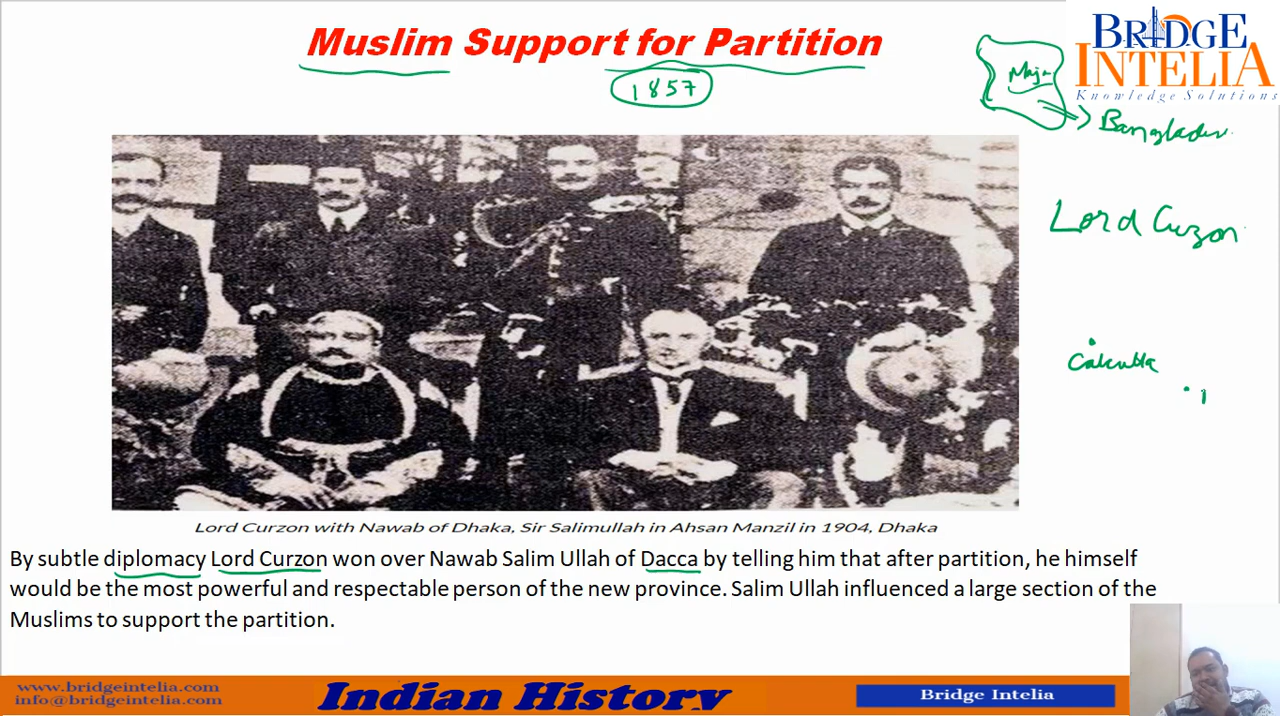 Muslim Support for Partition
1857
BRIDGE
INTELIA
Knowledge Solutions
Lord Curzon
Calcutta
Lord Curzon with Nawab of Dhaka, Sir Salimullah in Ahsan Manzil in 1904, Dhaka
By subtle diplomacy Lord Curzon won over Nawab Salim Ullah of Dacca by telling him that after partition, he himself
would be the most powerful and respectable person of the new province. Salim Ullah influenced a large section of the
Muslims to support the partition.
www.bridgeintelia.com
info@bridgeintelia.com
Indian History
Bridge Intelia